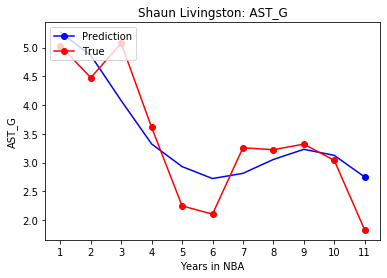 Shaun Livingston: AST_G
Prediction
True
AST_G
5.0
4.5
4.0
3.5
3.0
2.5
2.0
1 2 3 4 5 6 7 8 9 10 11
Years in NBA